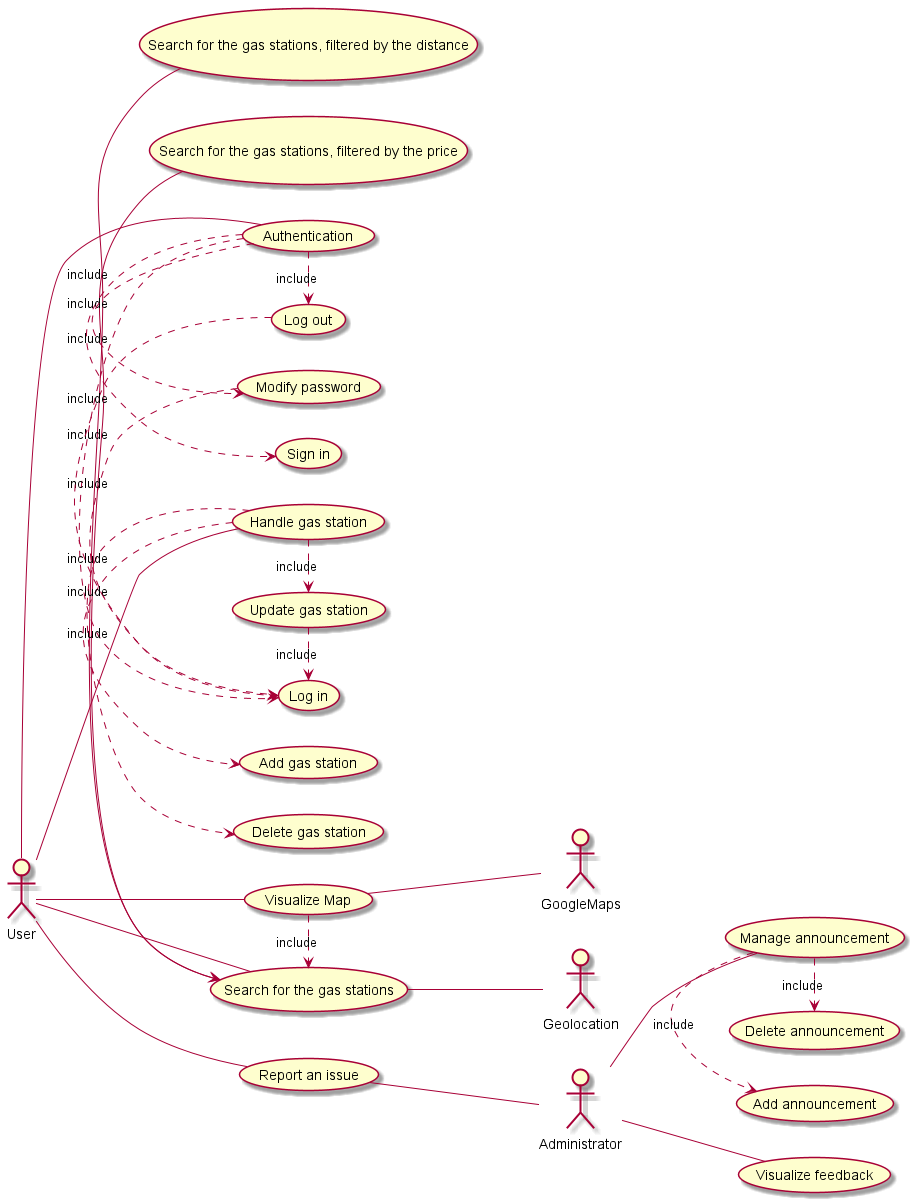 Search for the gas stations, filtered by the distance
Search for the gas stations, filtered by the price
Authentication
include
include
include
Log out
include
Modify password
include
include
Sign in
include
Handle gas station
include
include
include
Update gas station
include
include
Log in
Add gas station
Delete gas station
User
Visualize Map
GoogleMaps
include
Search for the gas stations
Geolocation
Manage announcement
include
include
Delete announcement
Report an issue
Administrator
Add announcement
Visualize feedback